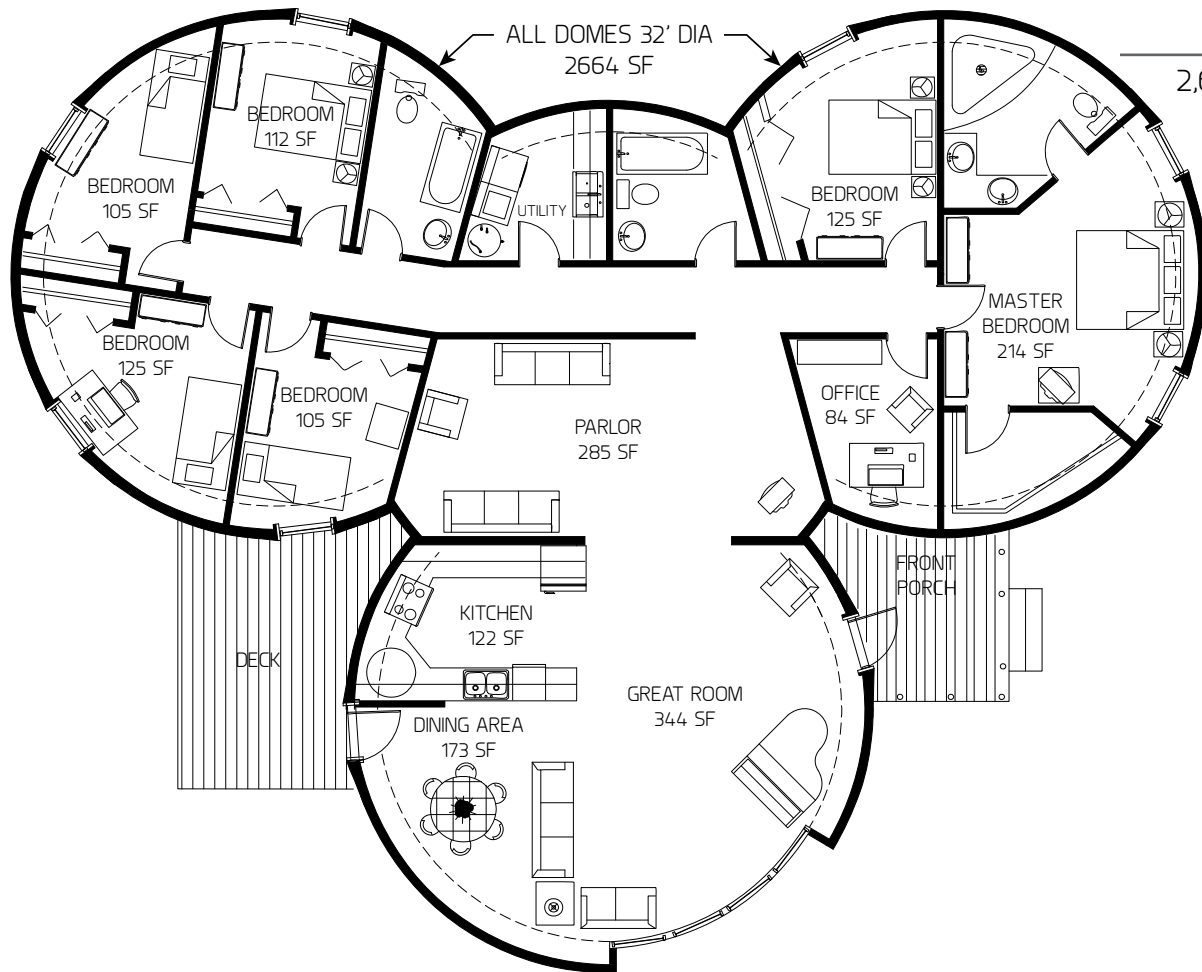 ALL DOMES 32' DIA
2664 SF
2,6
BEDROOM
112 SF
BEDROOM
105 SF
UTILITY
BEDROOM
125 SF
MASTER
BEDROOM
214 SF
BEDROOM
125 SF
BEDROOM
105 SF
PARLOR
285 SF
OFFICE
84 SF
FRONT
PORCH
KITCHEN
122 SF
DECK
GREAT ROOM
344 SF
DINING AREA
173 SF